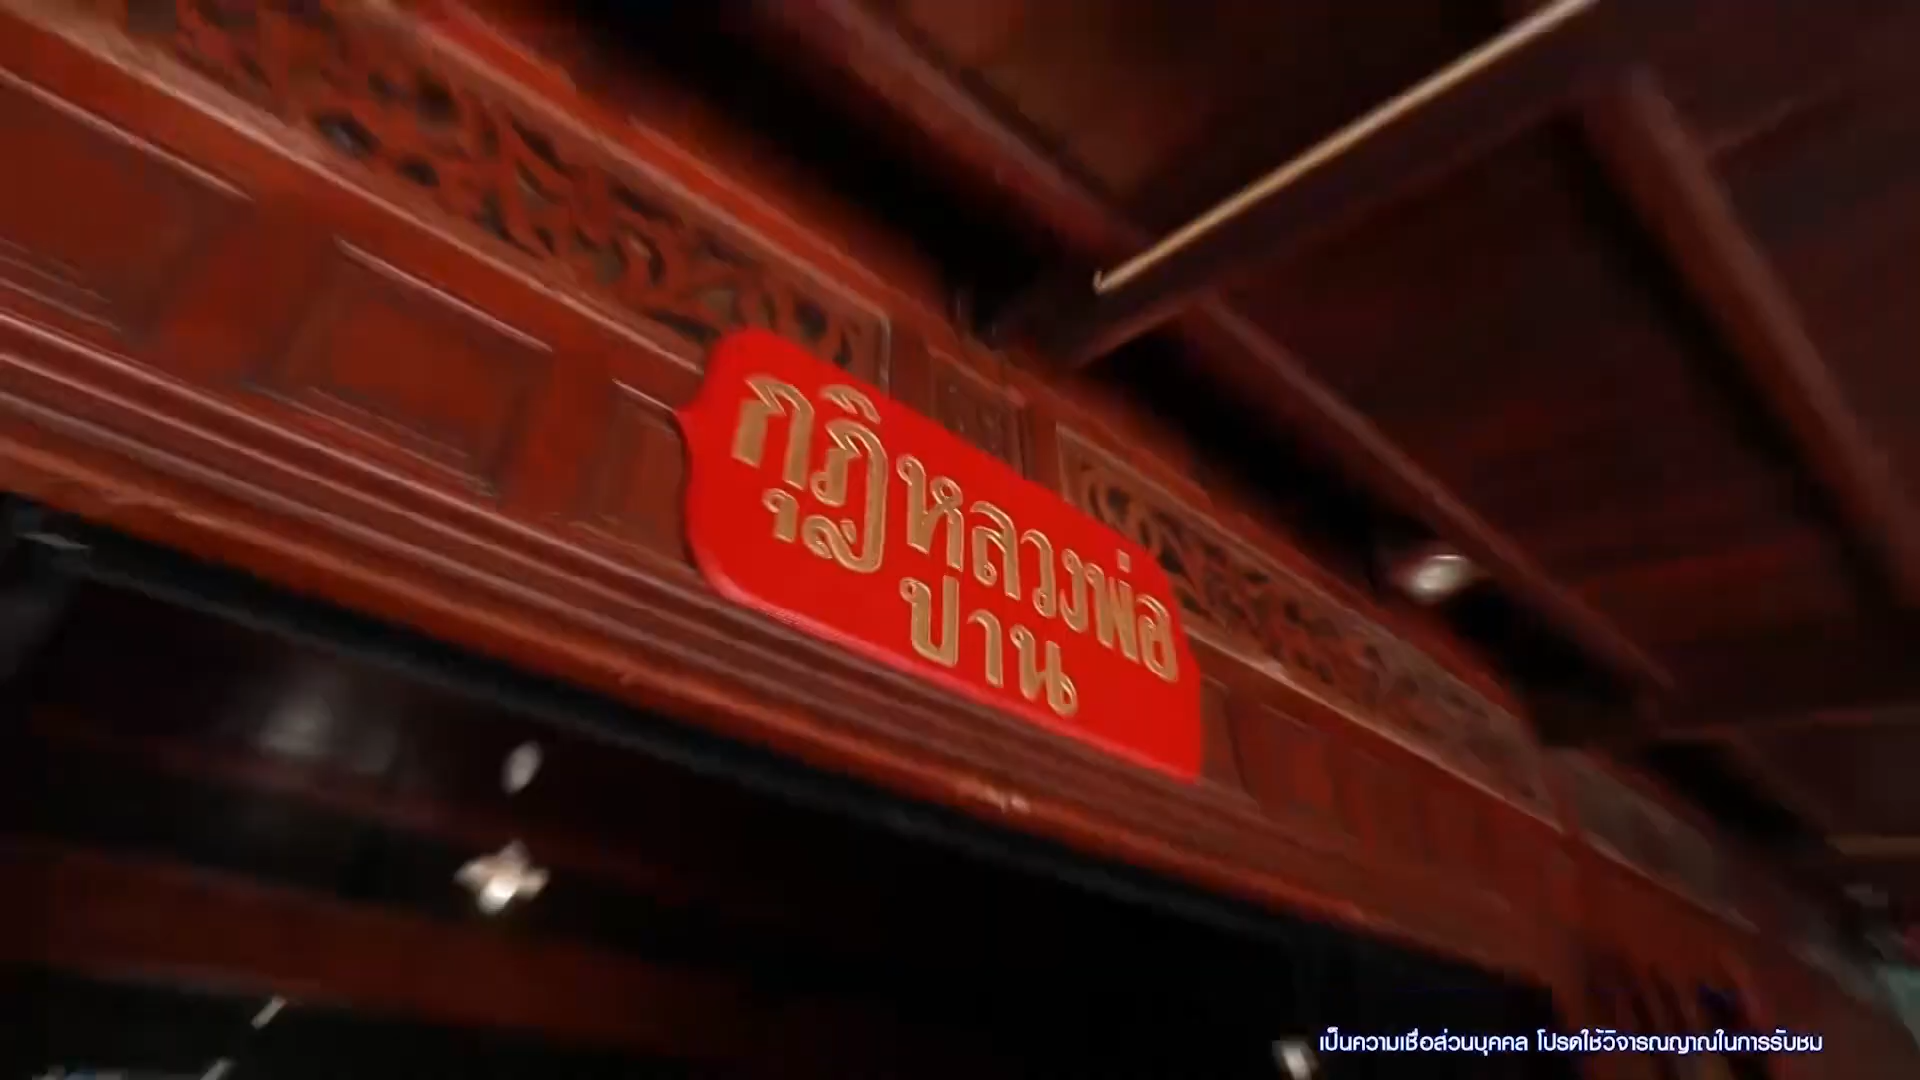 กุฏิหลวงพ่อ
ปาน
เป็นความเชื่อส่วนบุคคล โปรดใช้วิจารณญาณในการรับชม